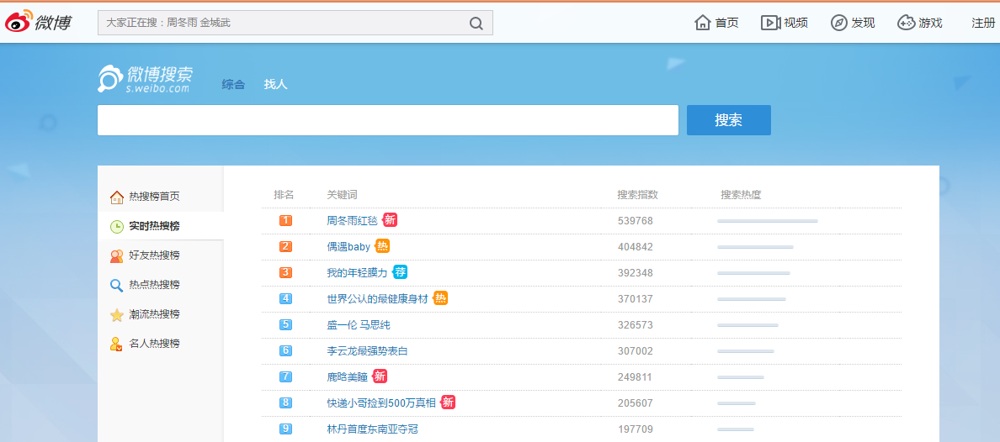 微博 大家正在搜：周冬雨 金城武 首页 视频 发现 游戏 注册
微博搜索
s.weibo.com 综合 找人
搜索
热搜榜首页
实时热搜榜
好友热搜榜
热点热搜榜
潮流热搜榜
名人热搜榜
排名 关键词 搜索指数 搜索热度
1 周冬雨红毯 新 539768
2 偶遇baby 热 404842
3 我的年轻膜力 荐 392348
4 世界公认的最健康身材 热 370137
5 盛一伦 马思纯 326573
6 李云龙最强势表白 307002
7 鹿晗美瞳 新 249811
8 快递小哥捡到500万真相 新 205607
9 林丹首度东南亚夺冠 197709